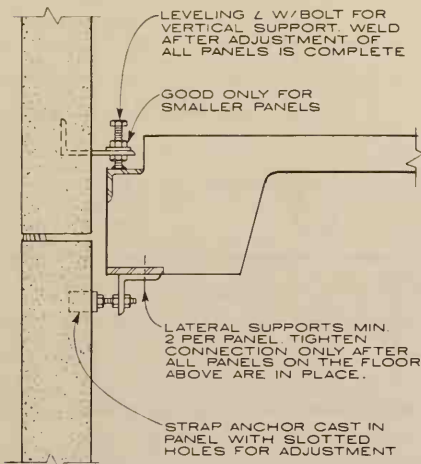 LEVELING L W/BOLT FOR
VERTICAL SUPPORT. WELD
AFTER ADJUSTMENT OF
ALL PANELS IS COMPLETE
GOOD ONLY FOR
SMALLER PANELS
LATERAL SUPPORTS MIN.
2 PER PANEL. TIGHTEN
CONNECTION ONLY AFTER
ALL PANELS ON THE FLOOR
ABOVE ARE IN PLACE.
STRAP ANCHOR CAST IN
PANEL WITH SLOTTED
HOLES FOR ADJUSTMENT